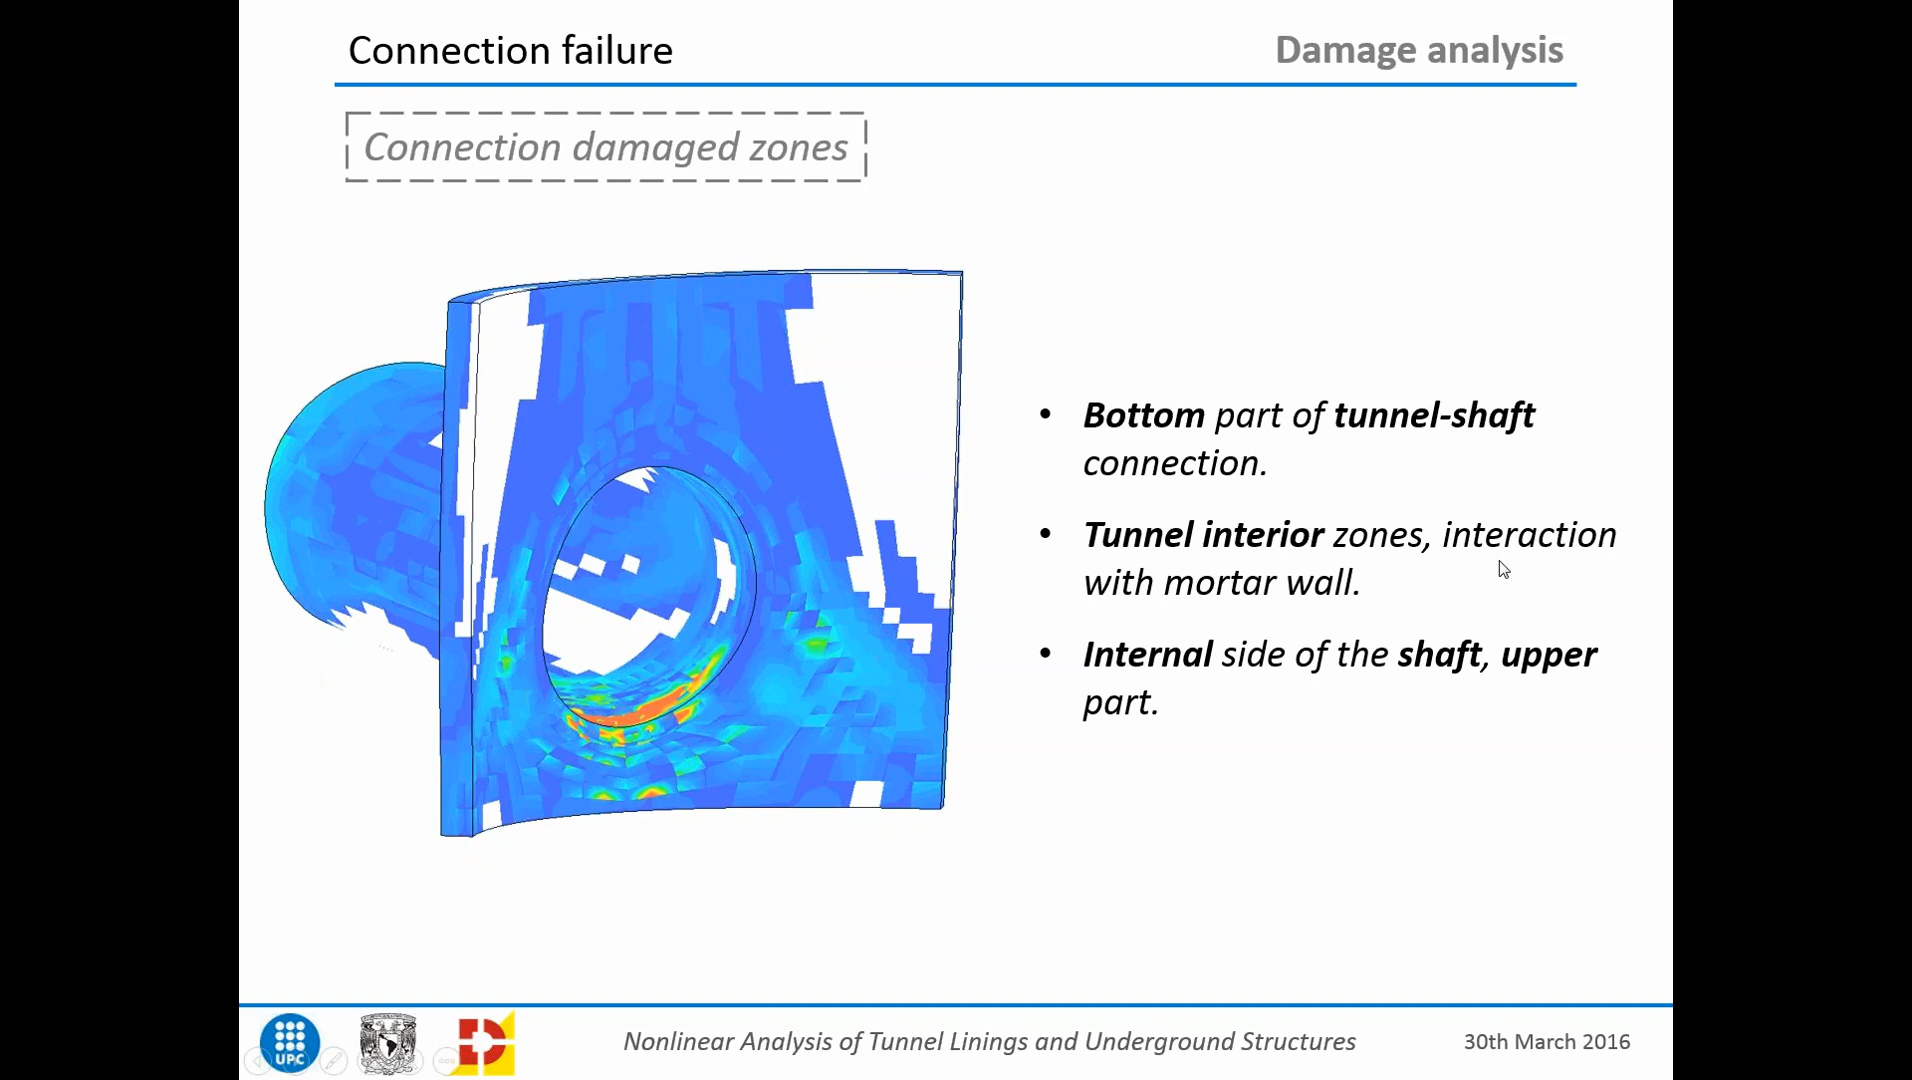 Connection failure
Damage analysis
Connection damaged zones
• Bottom part of tunnel-shaft
connection.
• Tunnel interior zones, interaction
with mortar wall.
• Internal side of the shaft, upper
part.
UPC
Nonlinear Analysis of Tunnel Linings and Underground Structures
30th March 2016